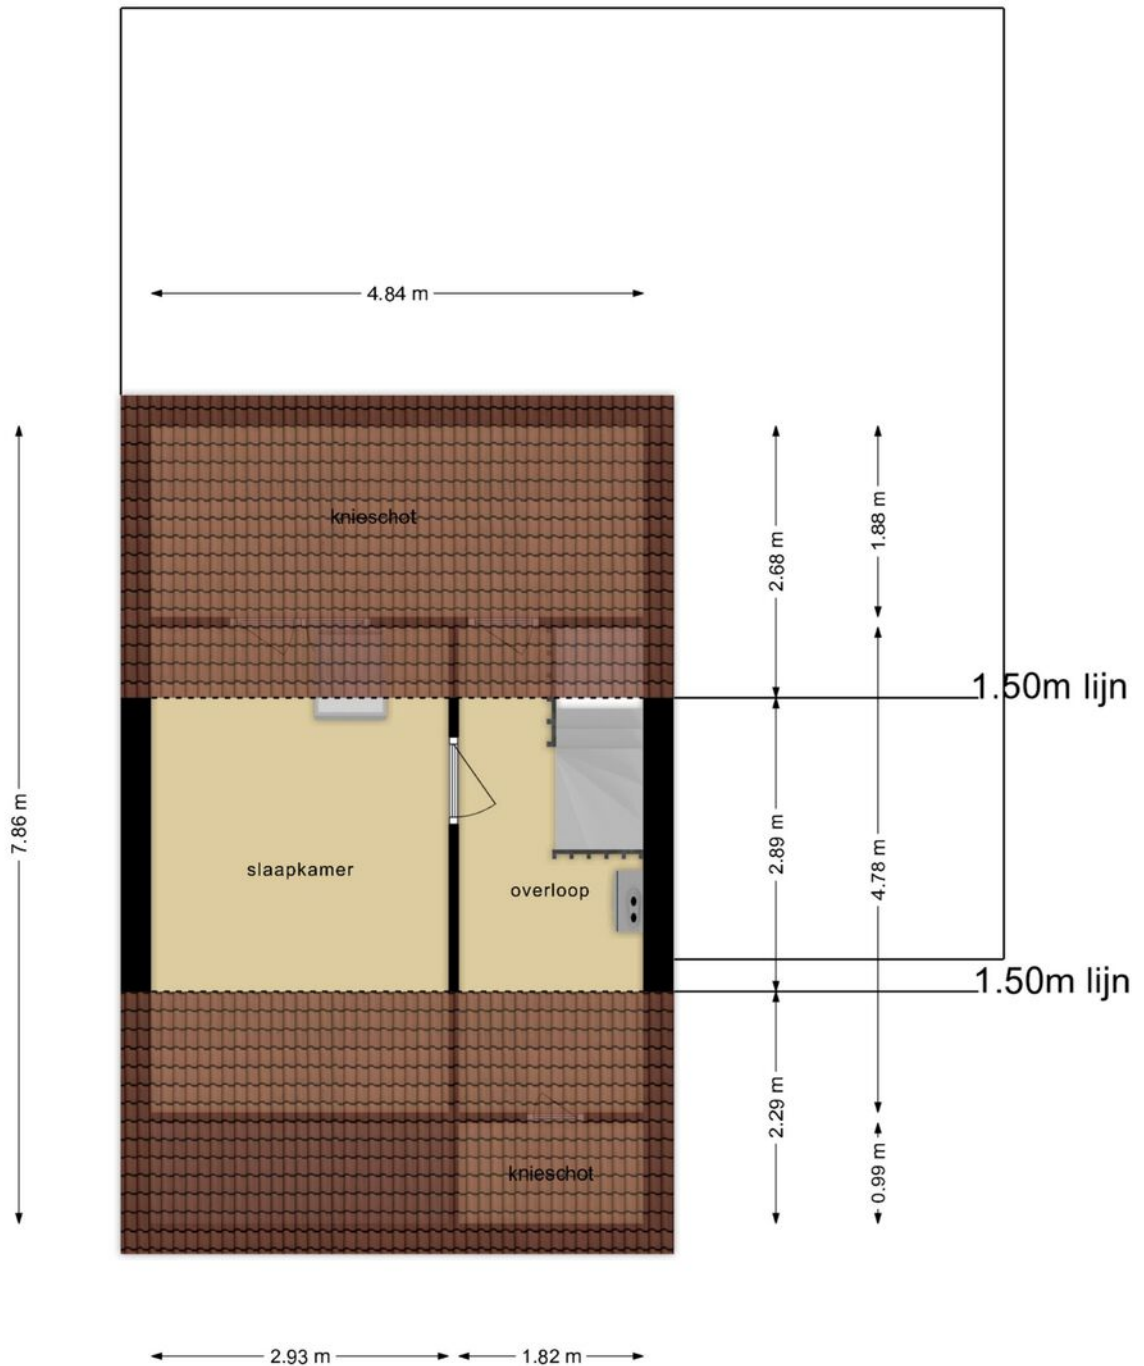 4.84 m
knieschot
1.88 m
2.68 m
1.50m lijn
7.86 m
2.89 m
4.78 m
slaapkamer
overloop
1.50m lijn
2.29 m
0.99 m
knieschot
2.93 m
1.82 m